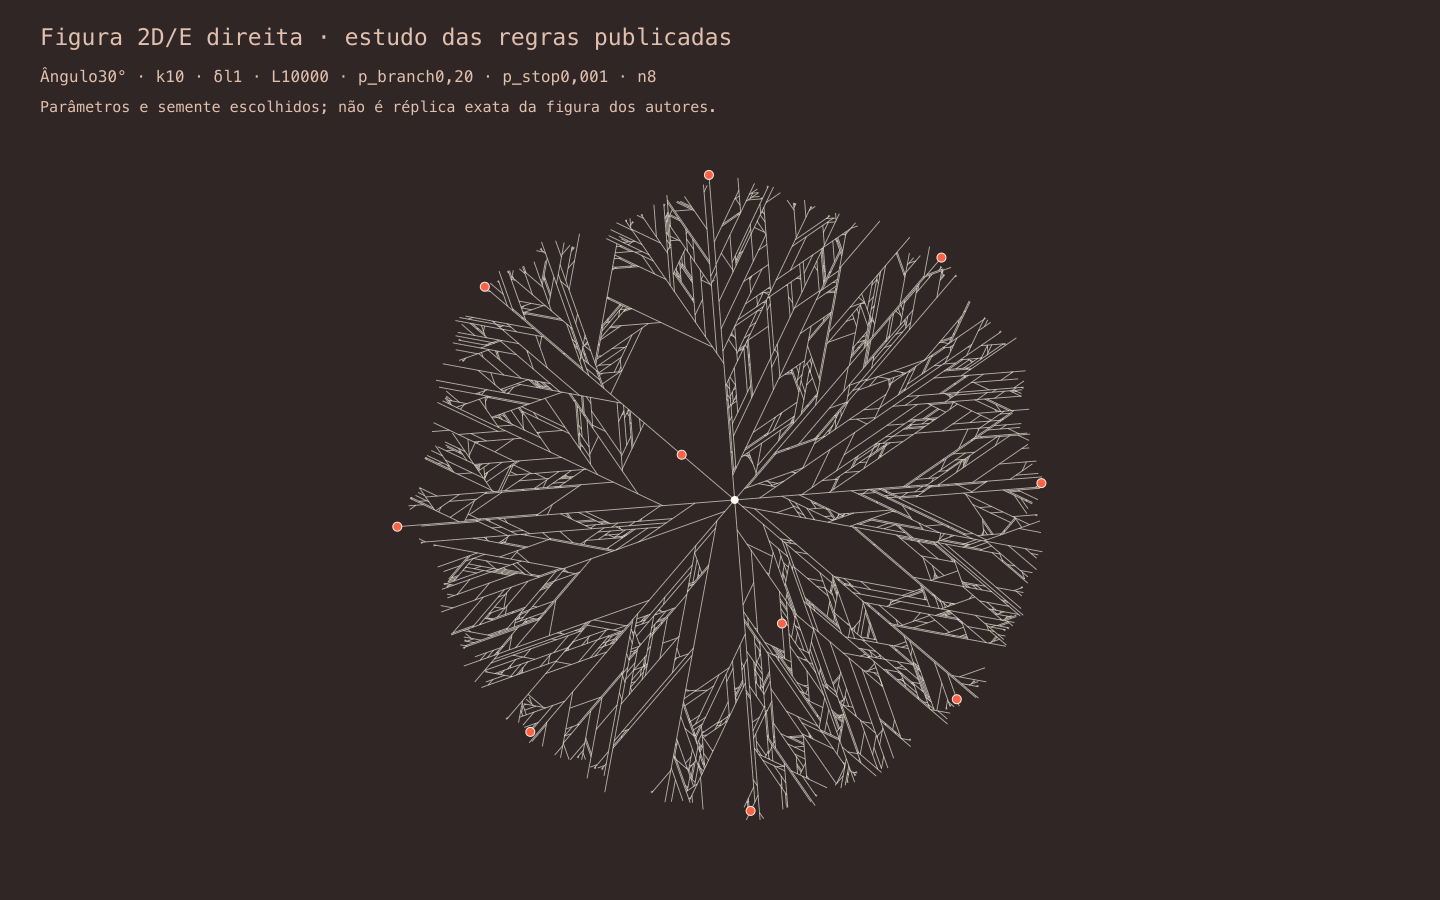 Figura 2D/E direita · estudo das regras publicadas
Ângulo30° · k10 · δl1 · L10000 · p_branch0,20 · p_stop0,001 · n8
Parâmetros e semente escolhidos; não é réplica exata da figura dos autores.